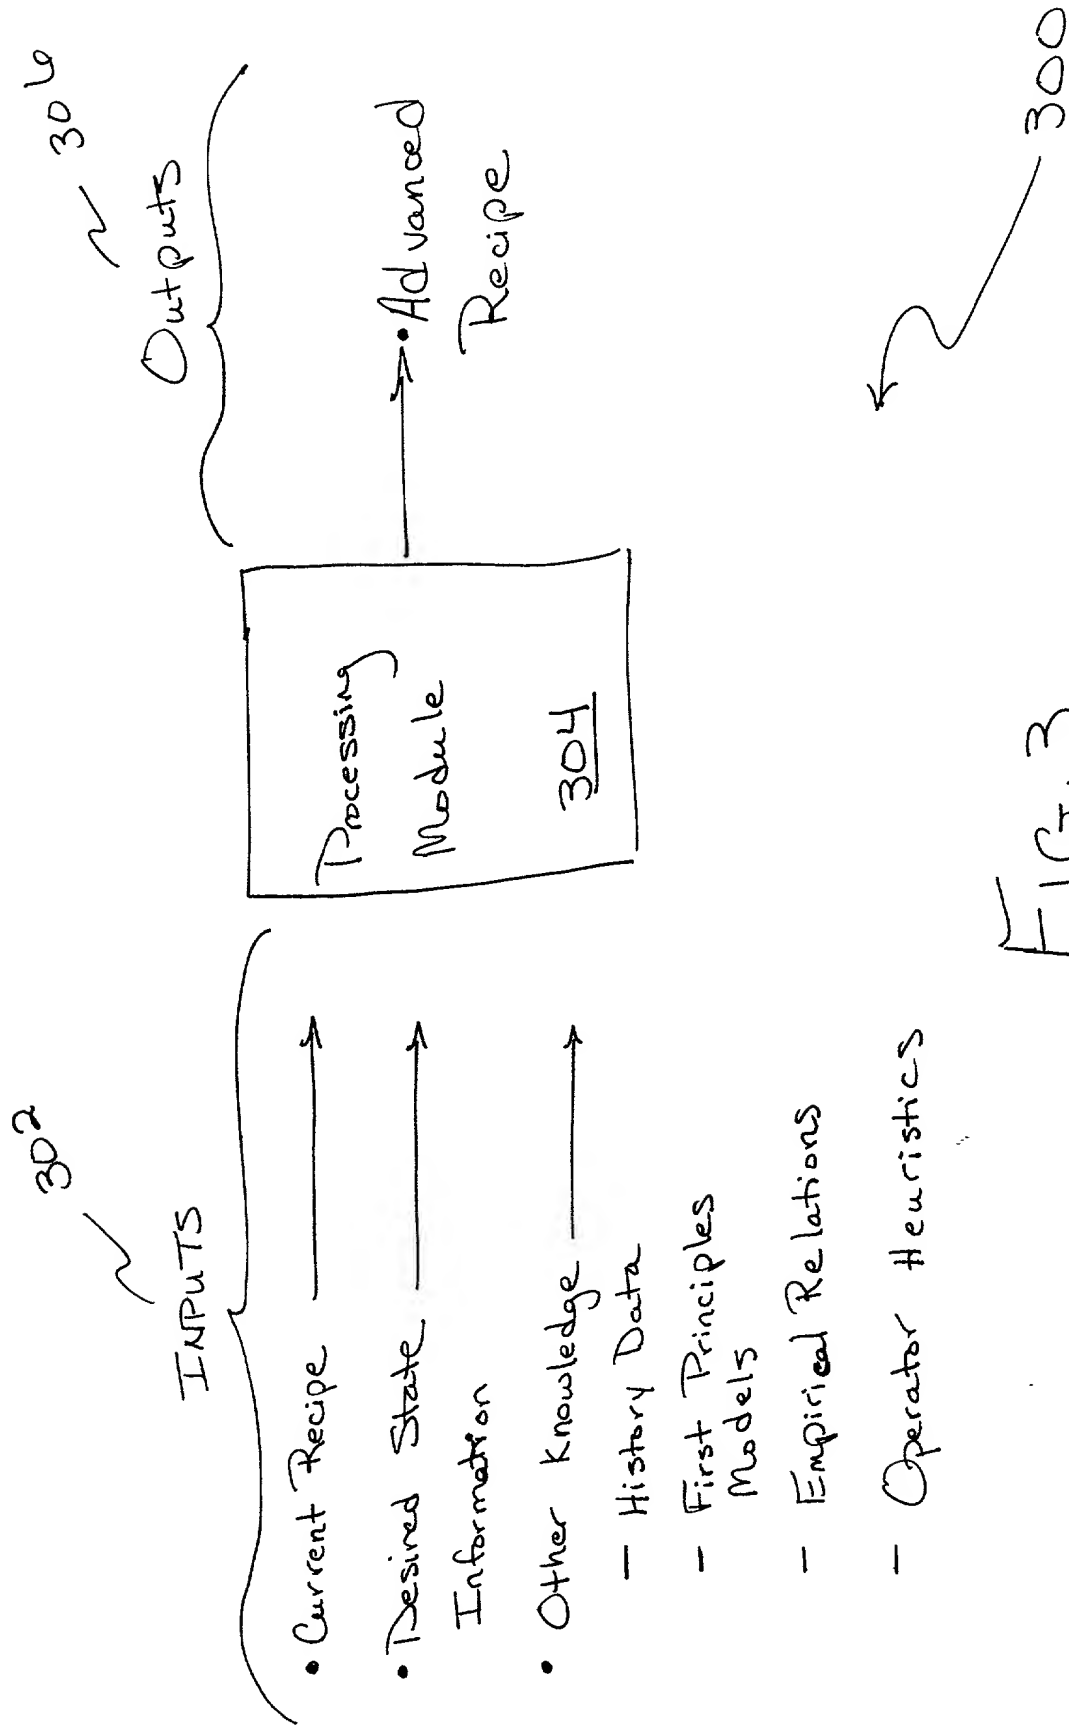 302
INPUTS
• Current Recipe
• Desired State
Information
• Other Knowledge
- History Data
- First Principles
Models
- Empirical Relations
- Operator Heuristics
Processing
Module
304
306
Outputs
• Advanced
Recipe
300
FIG. 3